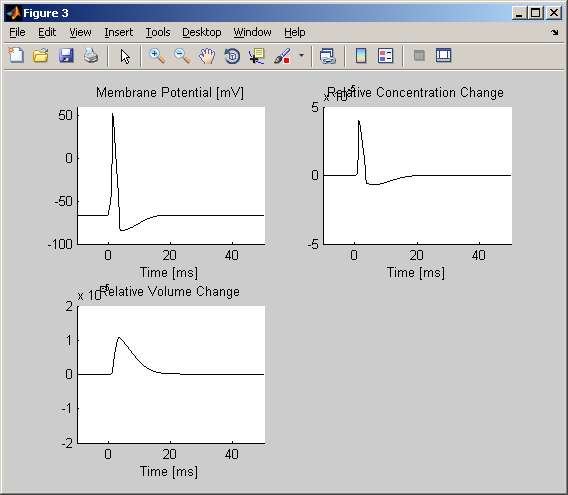 Figure 3
File Edit View Insert Tools Desktop Window Help
Membrane Potential [mV]
50
0
-50
-100
0 20 40
Time [ms]
Relative Concentration Change
x 10
5
0
-5
0 20 40
Time [ms]
Relative Volume Change
x 10
2
1
0
-1
-2
0 20 40
Time [ms]